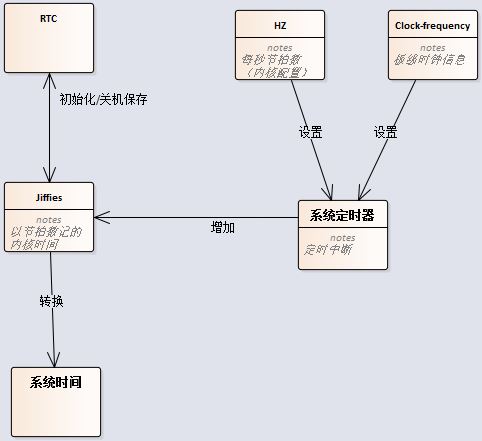 RTC
HZ
notes
每秒节拍数
（内核配置）
Clock-frequency
notes
板级时钟信息
初始化/关机保存
设置
设置
Jiffies
notes
以节拍数记的
内核时间
增加
系统定时器
notes
定时中断
转换
系统时间